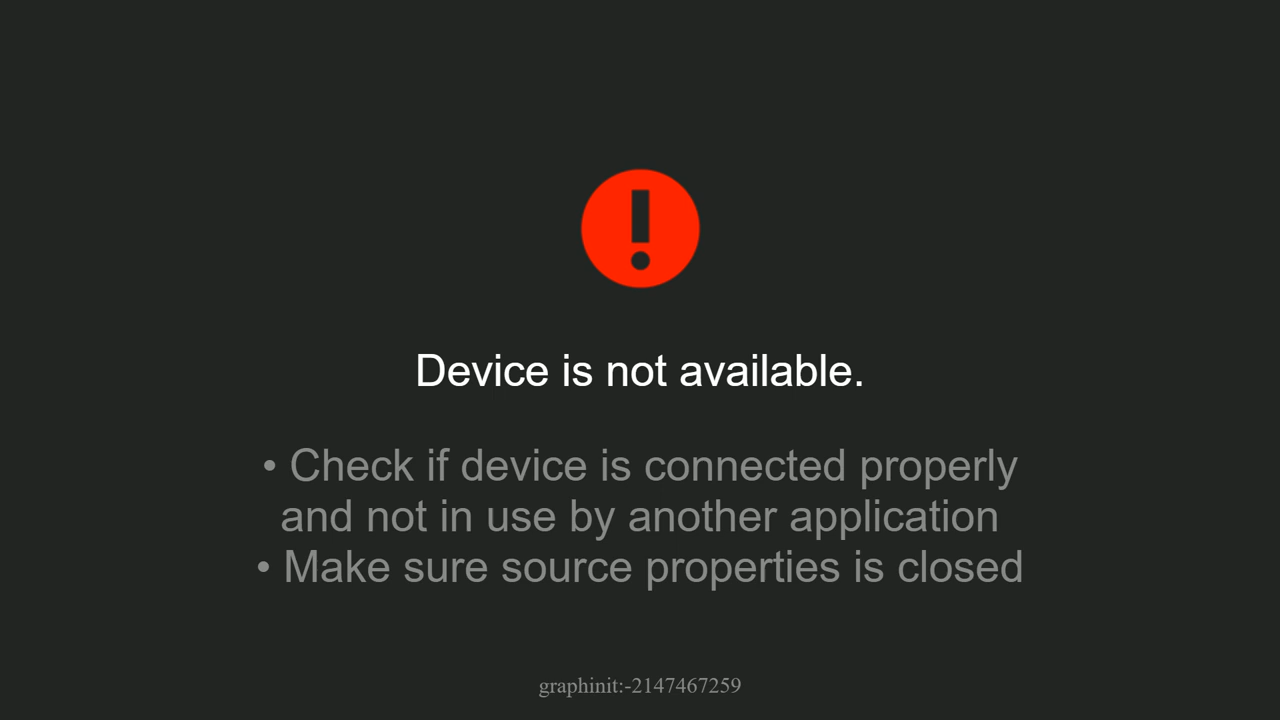 Device is not available.
• Check if device is connected properly
and not in use by another application
• Make sure source properties is closed
graphinit:-2147467259